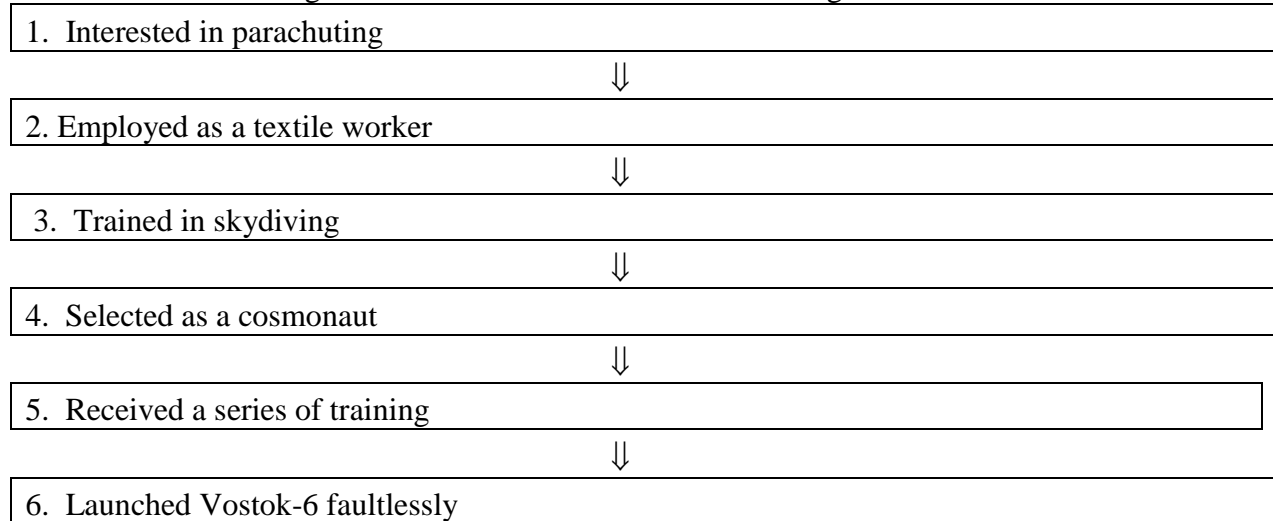 1. Interested in parachuting
⇓
2. Employed as a textile worker
⇓
3. Trained in skydiving
⇓
4. Selected as a cosmonaut
⇓
5. Received a series of training
⇓
6. Launched Vostok-6 faultlessly